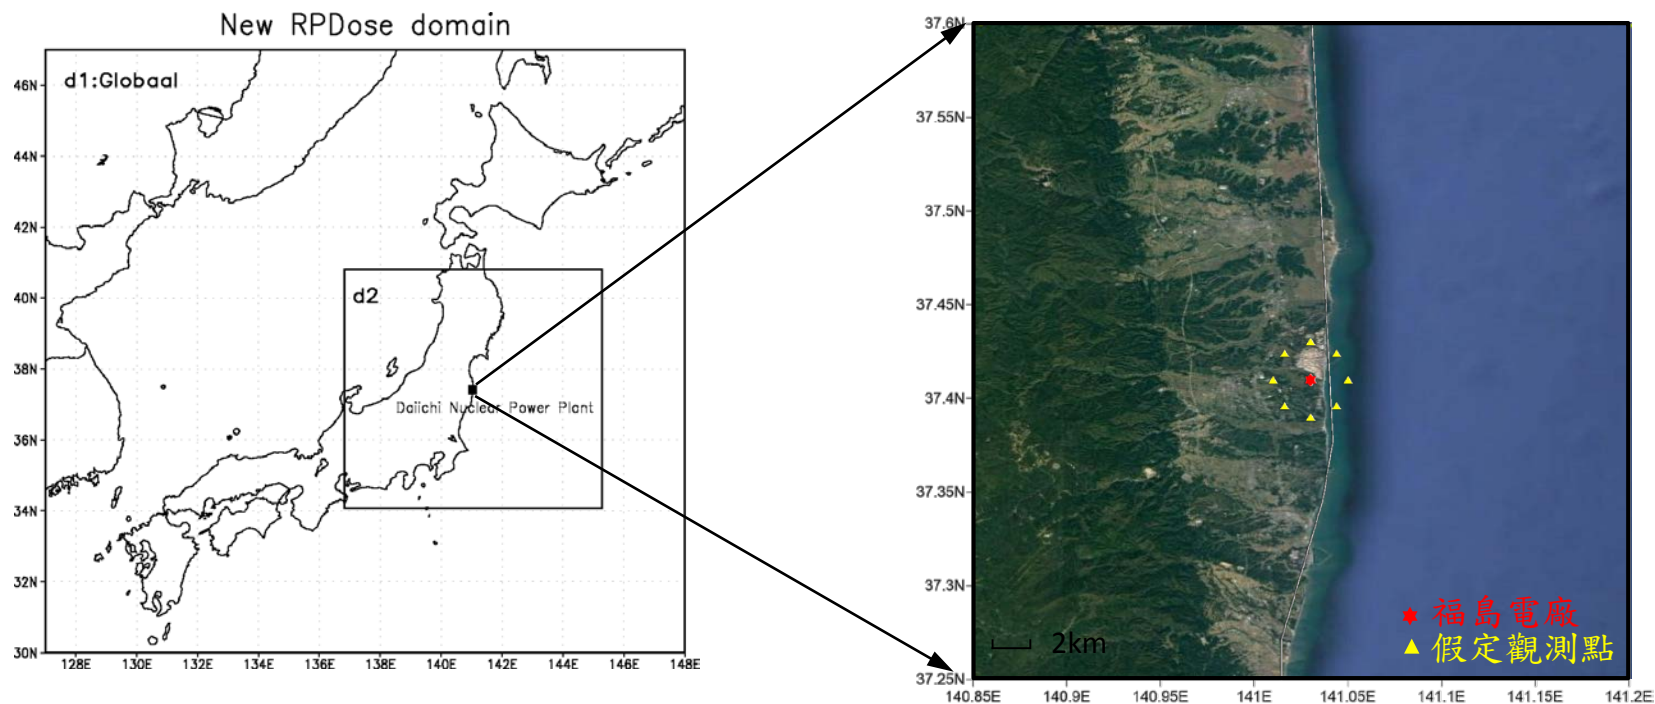 New RPDose domain
d1:Globaal
46N
44N
42N
40N
38N
36N
34N
32N
30N
d2
Daiichi Nuclear Power Plant
128E 130E 132E 134E 136E 138E 140E 142E 144E 146E 148E
37.6N
37.55N
37.5N
37.45N
37.4N
37.35N
37.3N
37.25N
2km
福島電廠
假定觀測點
140.85E 140.9E 140.95E 141E 141.05E 141.1E 141.15E 141.2E